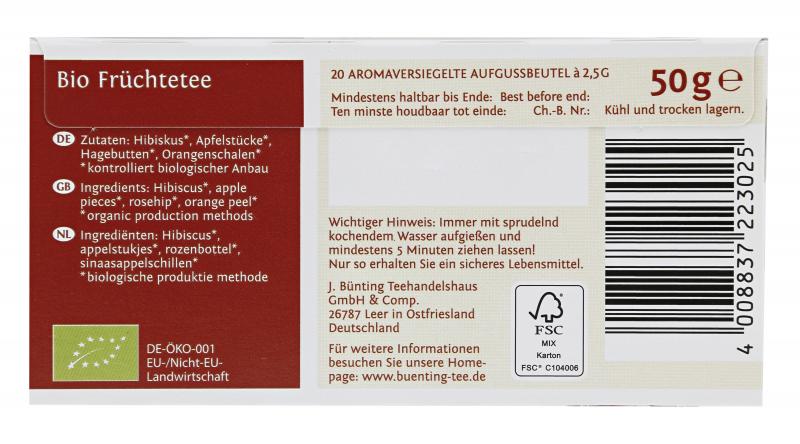 Bio Früchtetee
DE Zutaten: Hibiskus*, Apfelstücke*,
Hagebutten*, Orangenschalen*
*kontrolliert biologischer Anbau
GB Ingredients: Hibiscus*, apple
pieces*, rosehip*, orange peel*
*organic production methods
NL Ingrediënten: Hibiscus*,
appelstukjes*, rozenbottel*,
sinaasappelschillen*
*biologische produktie methode
DE-ÖKO-001
EU-/Nicht-EU-
Landwirtschaft
20 AROMAVERSIEGELTE AUFGUSSBEUTEL à 2,5G
50g ℮
Mindestens haltbar bis Ende: Best before end:
Ten minste houdbaar tot einde: Ch.-B. Nr.: Kühl und trocken lagern.
Wichtiger Hinweis: Immer mit sprudelnd
kochendem Wasser aufgießen und
mindestens 5 Minuten ziehen lassen!
Nur so erhalten Sie ein sicheres Lebensmittel.
J. Bünting Teehandelshaus
GmbH & Comp.
26787 Leer in Ostfriesland
Deutschland
Für weitere Informationen
besuchen Sie unsere Home-
page: www.buenting-tee.de
FSC
MIX
Karton
FSC® C104006
4 008837 223025